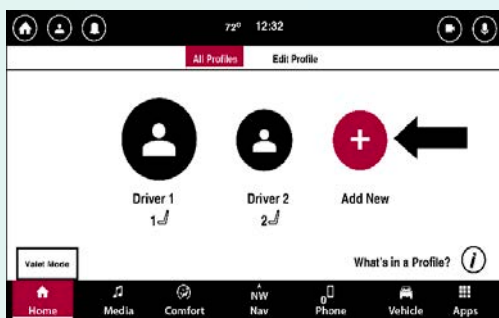 72° 12:32
All Profiles Edit Profile
Driver 1 Driver 2 Add New
1 2
What's in a Profile? i
Valet Mode
NW
0
Home Media Comfort Nav Phone Vehicle Apps